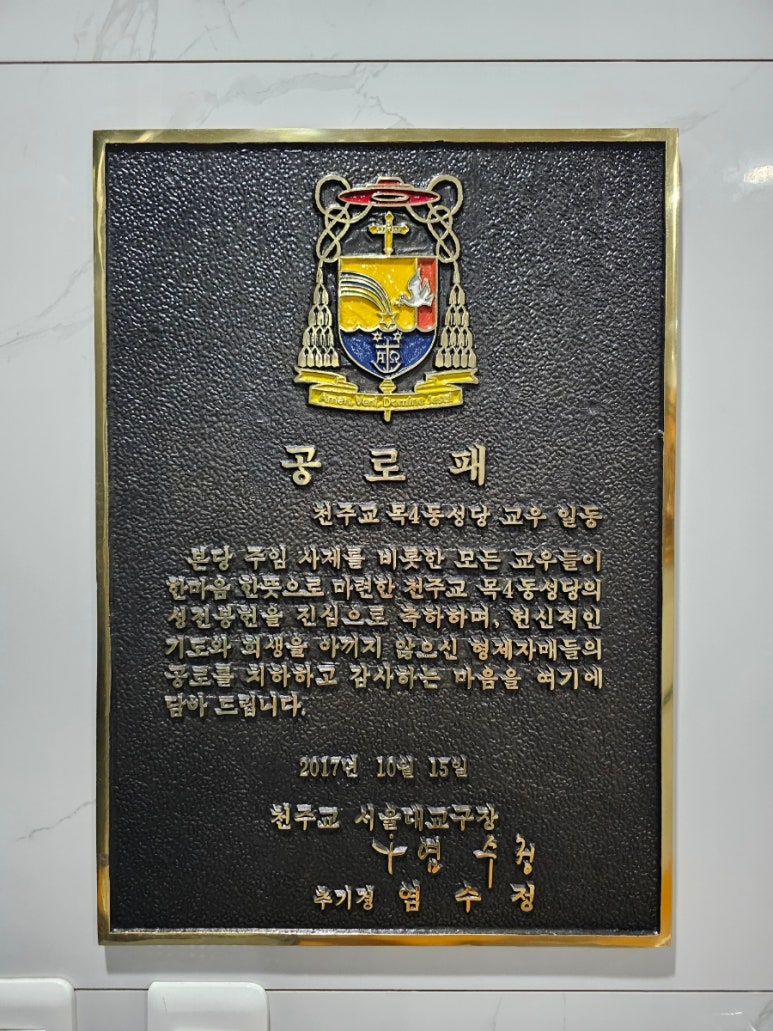 Amen, Veni, Domine Jesu!
공로패
천주교 목4동성당 교우 일동
본당 주임 사제를 비롯한 모든 교우들이
한마음 한뜻으로 마련한 천주교 목4동성당의
성전봉헌을 진심으로 축하하며, 헌신적인
기도와 희생을 아끼지 않으신 형제자매들의
공로를 치하하고 감사하는 마음을 여기에
담아 드립니다.
2017년 10월 15일
천주교 서울대교구장
염 수 정
추기경 염 수 정